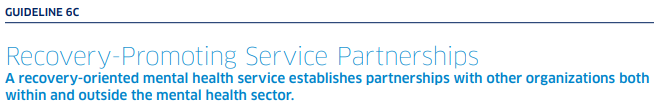 GUIDELINE 6C
Recovery-Promoting Service Partnerships
A recovery-oriented mental health service establishes partnerships with other organizations both
within and outside the mental health sector.